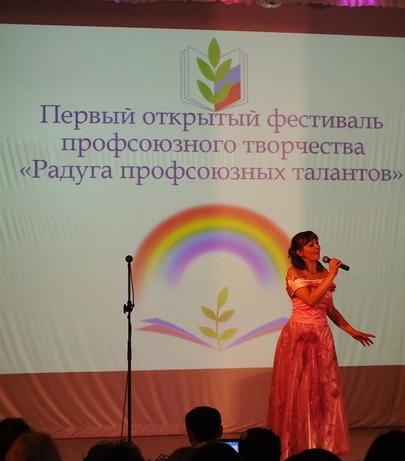 Первый открытый фестиваль
профсоюзного творчества
«Радуга профсоюзных талантов»